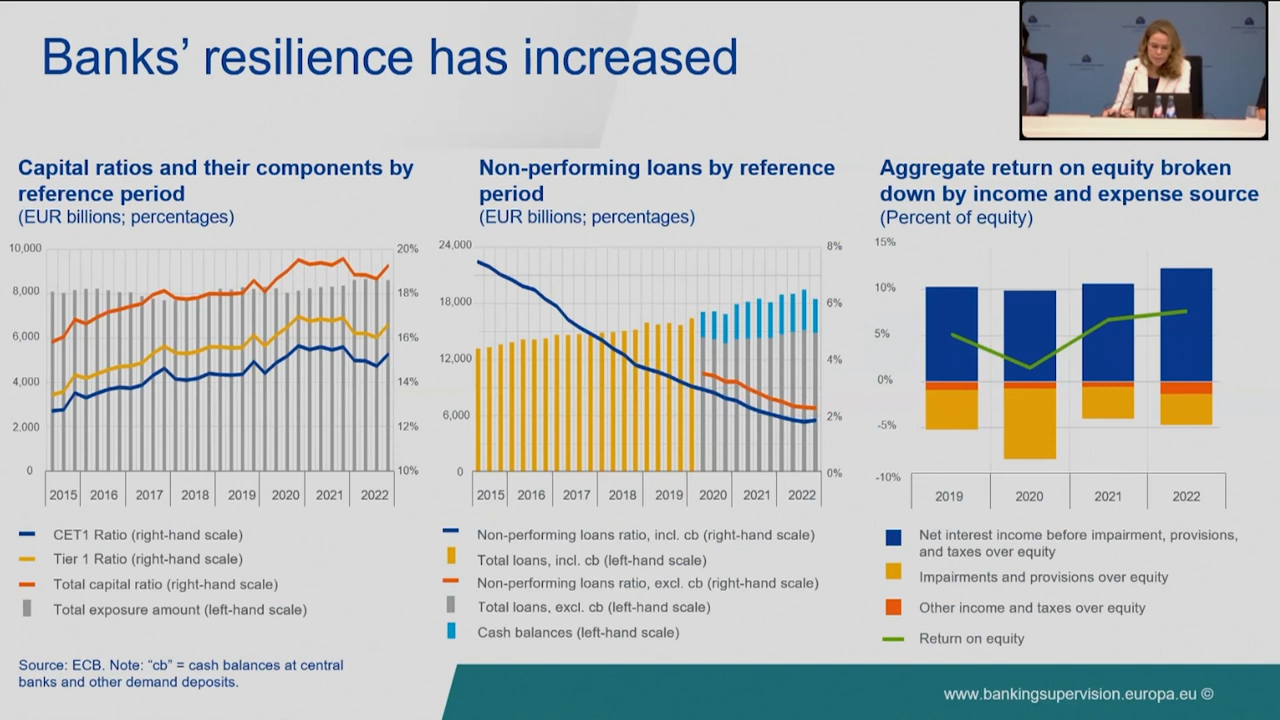 Banks’ resilience has increased
Capital ratios and their components by
reference period
(EUR billions; percentages)
10,000
8,000
6,000
4,000
2,000
0
20%
18%
16%
14%
12%
10%
2015 2016 2017 2018 2019 2020 2021 2022
CET1 Ratio (right-hand scale)
Tier 1 Ratio (right-hand scale)
Total capital ratio (right-hand scale)
Total exposure amount (left-hand scale)
Non-performing loans by reference
period
(EUR billions; percentages)
24,000
18,000
12,000
6,000
0
8%
6%
4%
2%
0%
2015 2016 2017 2018 2019 2020 2021 2022
Non-performing loans ratio, incl. cb (right-hand scale)
Total loans, incl. cb (left-hand scale)
Non-performing loans ratio, excl. cb (right-hand scale)
Total loans, excl. cb (left-hand scale)
Cash balances (left-hand scale)
Aggregate return on equity broken
down by income and expense source
(Percent of equity)
15%
10%
5%
0%
-5%
-10%
2019 2020 2021 2022
Net interest income before impairment, provisions,
and taxes over equity
Impairments and provisions over equity
Other income and taxes over equity
Return on equity
Source: ECB. Note: “cb” = cash balances at central
banks and other demand deposits.
www.bankingsupervision.europa.eu ©